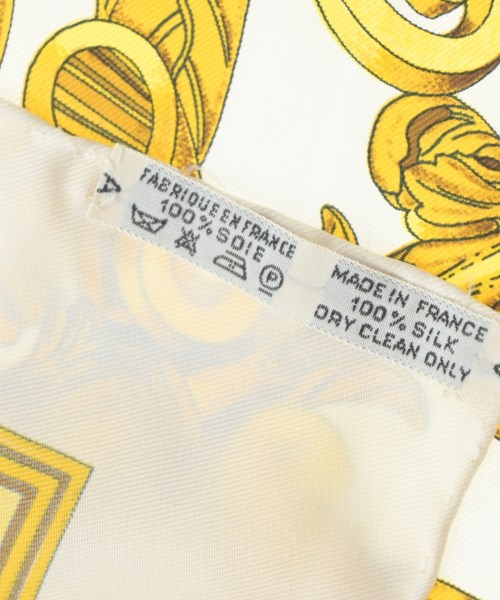 A
FABRIQUE EN FRANCE
100% SOIE
P
MADE IN FRANCE
100% SILK
DRY CLEAN ONLY